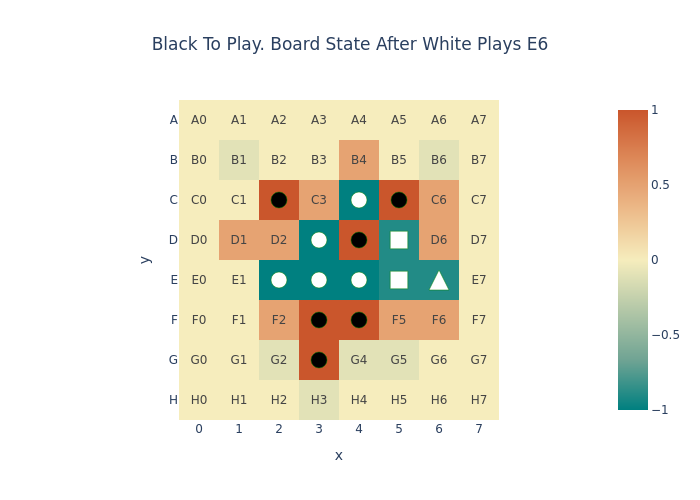 Black To Play. Board State After White Plays E6
A A0 A1 A2 A3 A4 A5 A6 A7
B B0 B1 B2 B3 B4 B5 B6 B7
C C0 C1 C3 C6 C7
D D0 D1 D2 D6 D7
E E0 E1 E7
F F0 F1 F2 F5 F6 F7
G G0 G1 G2 G4 G5 G6 G7
H H0 H1 H2 H3 H4 H5 H6 H7
0 1 2 3 4 5 6 7
x
y
1
0.5
0
−0.5
−1